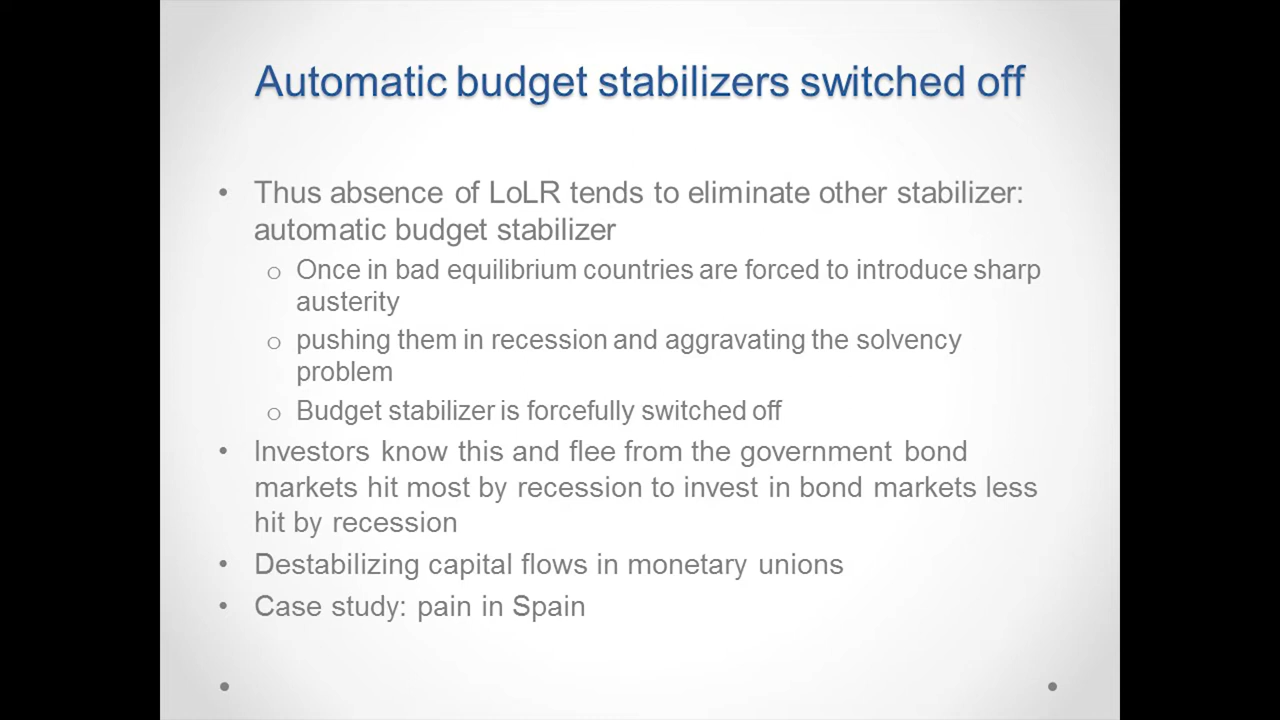 Automatic budget stabilizers switched off
• Thus absence of LoLR tends to eliminate other stabilizer:
automatic budget stabilizer
o Once in bad equilibrium countries are forced to introduce sharp
austerity
o pushing them in recession and aggravating the solvency
problem
o Budget stabilizer is forcefully switched off
• Investors know this and flee from the government bond
markets hit most by recession to invest in bond markets less
hit by recession
• Destabilizing capital flows in monetary unions
• Case study: pain in Spain